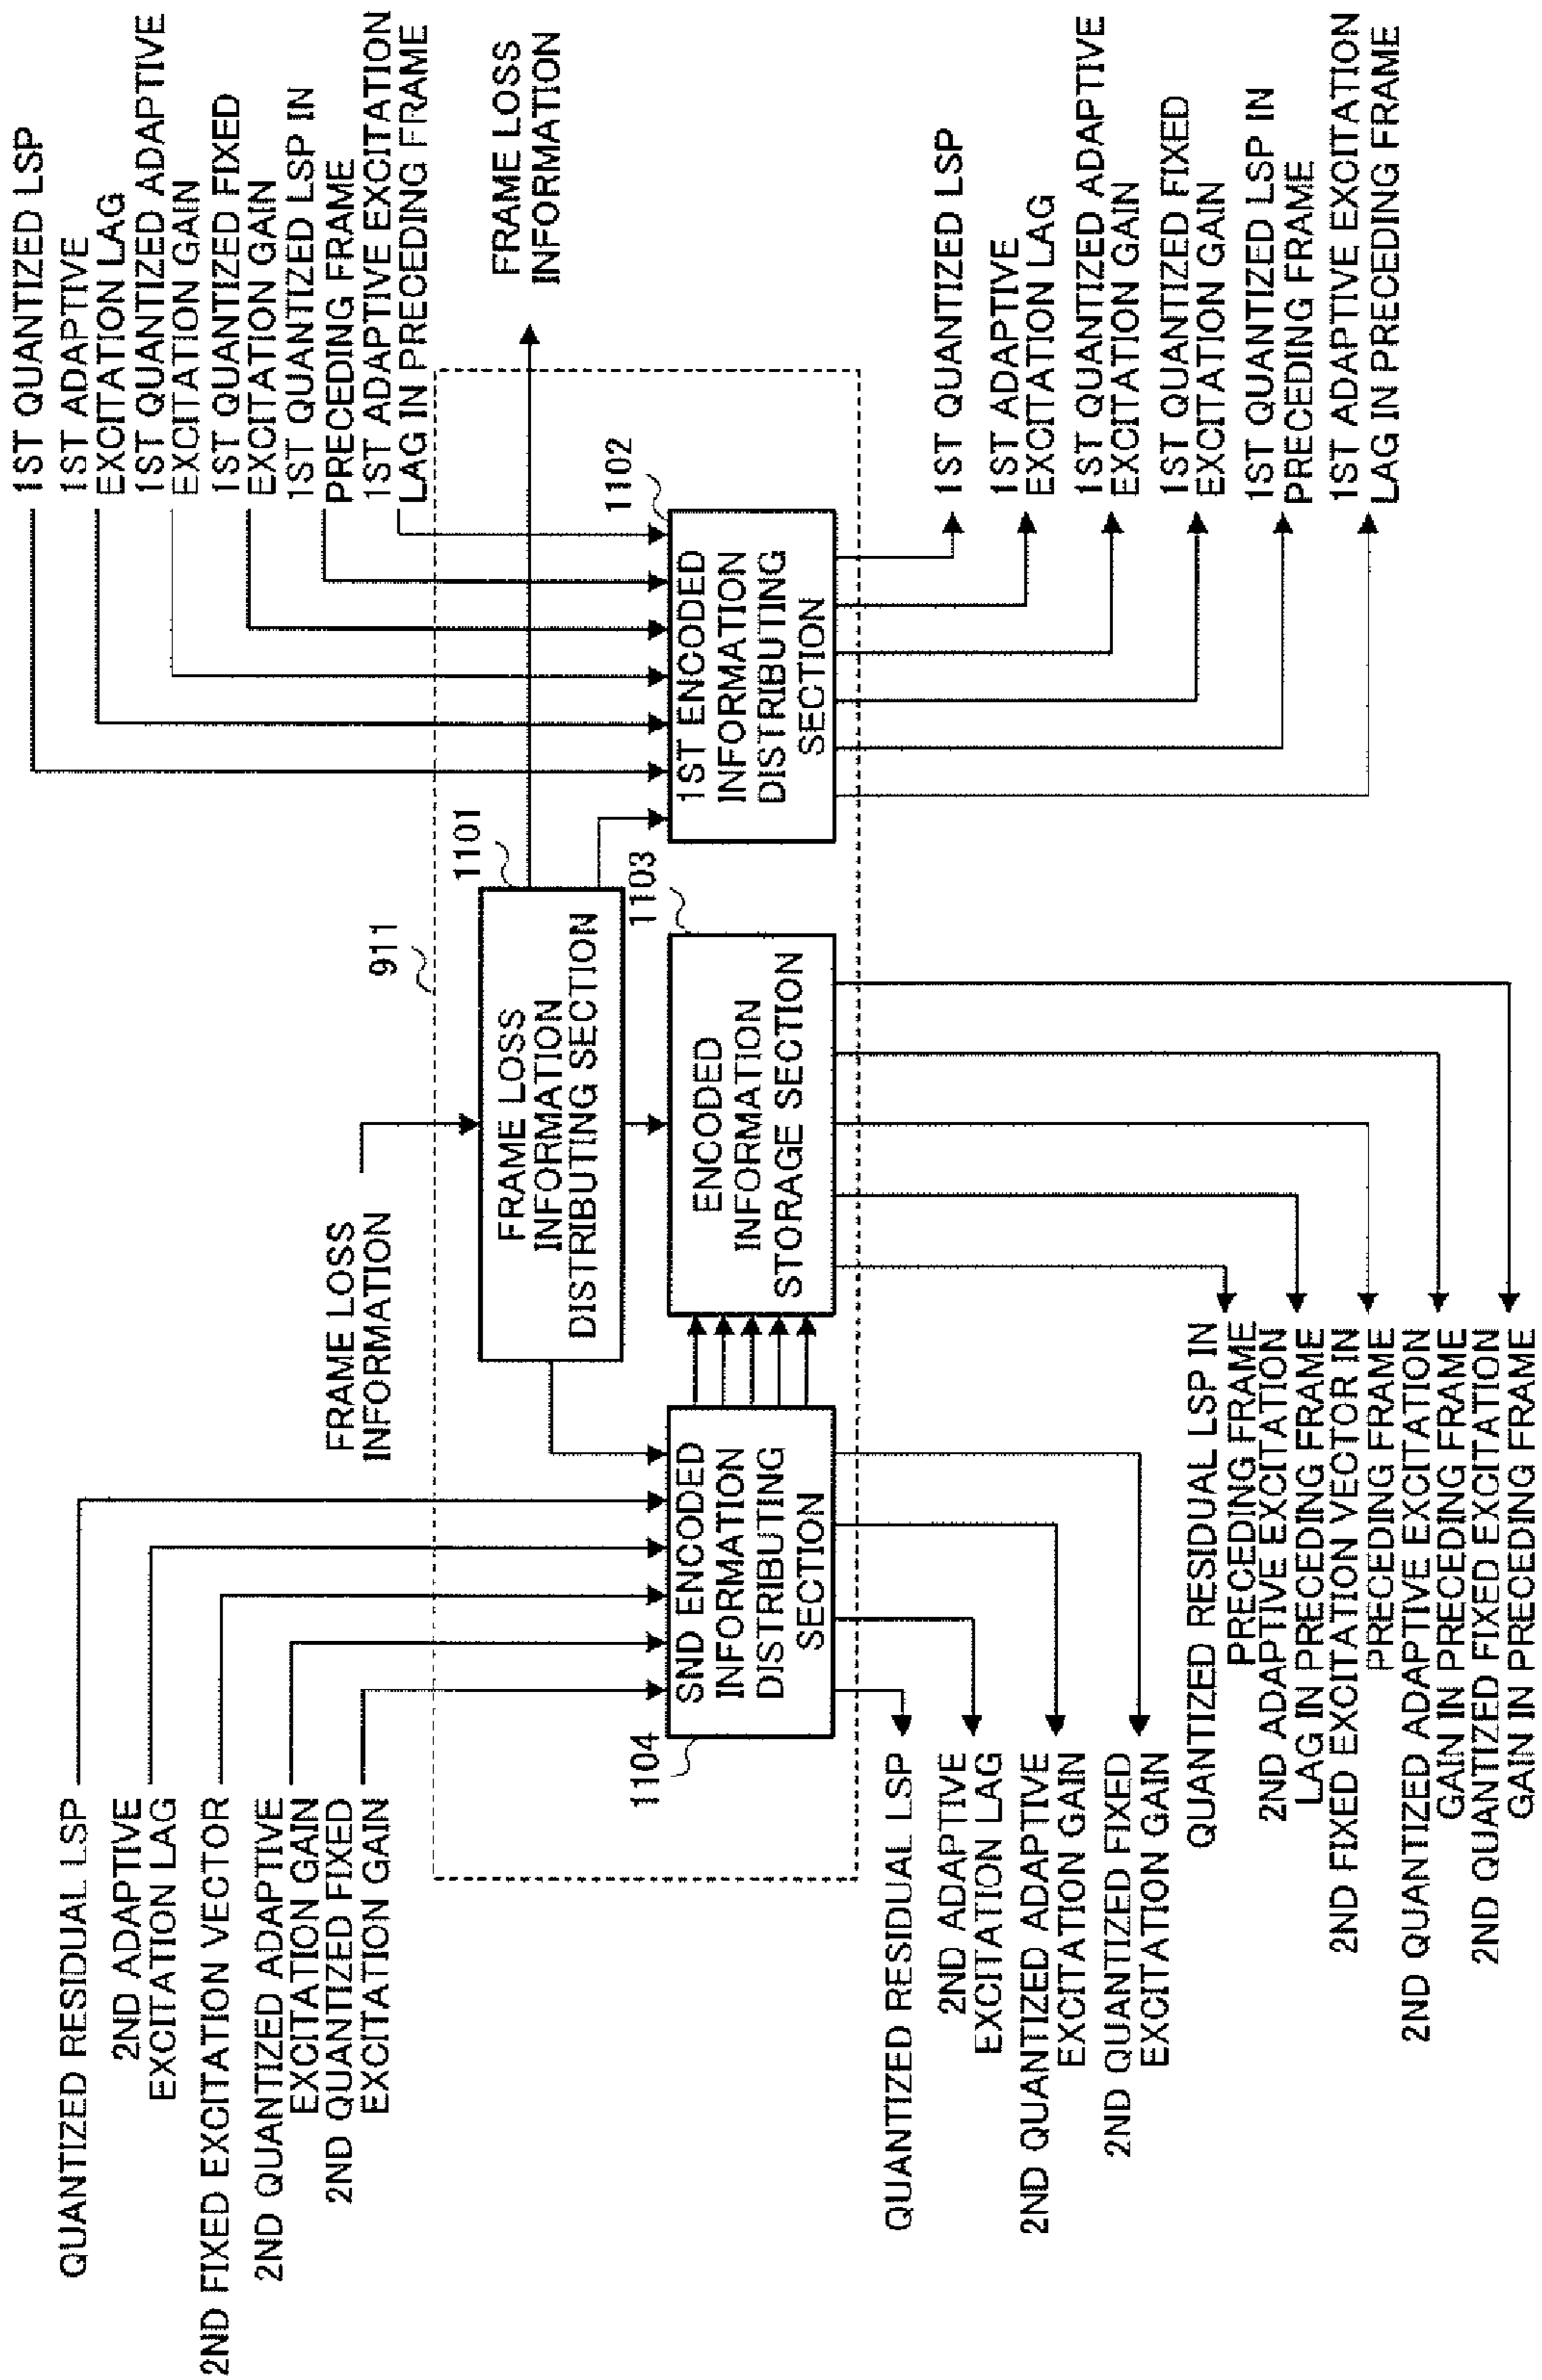 QUANTIZED RESIDUAL LSP
2ND ADAPTIVE
EXCITATION LAG
2ND FIXED EXCITATION VECTOR
2ND QUANTIZED ADAPTIVE
EXCITATION GAIN
2ND QUANTIZED FIXED
EXCITATION GAIN
FRAME LOSS
INFORMATION
1ST QUANTIZED LSP
1ST ADAPTIVE
EXCITATION LAG
1ST QUANTIZED ADAPTIVE
EXCITATION GAIN
1ST QUANTIZED FIXED
EXCITATION GAIN
1ST QUANTIZED LSP IN
PRECEDING FRAME
1ST ADAPTIVE EXCITATION
LAG IN PRECEDING FRAME
FRAME LOSS
INFORMATION
911
1101
FRAME LOSS
INFORMATION
DISTRIBUTING SECTION
1104
SND ENCODED
INFORMATION
DISTRIBUTING
SECTION
1103
ENCODED
INFORMATION
STORAGE SECTION
1102
1ST ENCODED
INFORMATION
DISTRIBUTING
SECTION
QUANTIZED RESIDUAL LSP
2ND ADAPTIVE
EXCITATION LAG
2ND QUANTIZED ADAPTIVE
EXCITATION GAIN
2ND QUANTIZED FIXED
EXCITATION GAIN
QUANTIZED RESIDUAL LSP IN
PRECEDING FRAME
2ND ADAPTIVE EXCITATION
LAG IN PRECEDING FRAME
2ND FIXED EXCITATION VECTOR IN
PRECEDING FRAME
2ND QUANTIZED ADAPTIVE EXCITATION
GAIN IN PRECEDING FRAME
2ND QUANTIZED FIXED EXCITATION
GAIN IN PRECEDING FRAME
1ST QUANTIZED LSP
1ST ADAPTIVE
EXCITATION LAG
1ST QUANTIZED ADAPTIVE
EXCITATION GAIN
1ST QUANTIZED FIXED
EXCITATION GAIN
1ST QUANTIZED LSP IN
PRECEDING FRAME
1ST ADAPTIVE EXCITATION
LAG IN PRECEDING FRAME